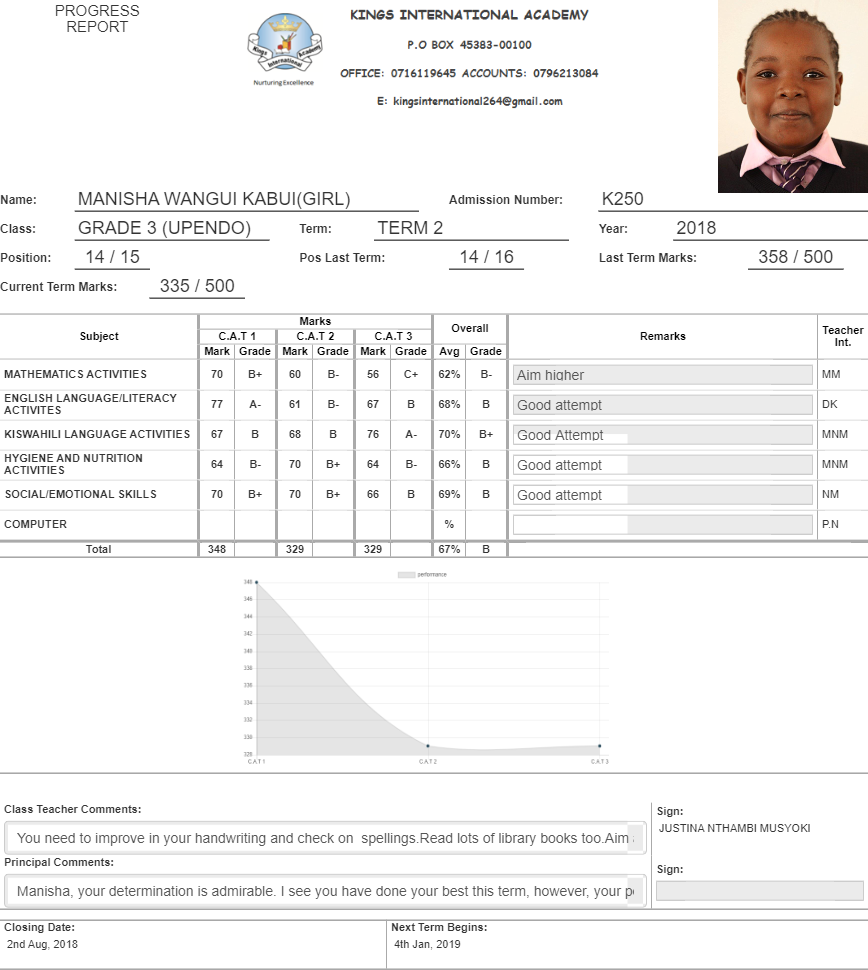 PROGRESS
REPORT
KINGS INTERNATIONAL ACADEMY
P.O BOX 45383-00100
OFFICE: 0716119645 ACCOUNTS: 0796213084
E: kingsinternational264@gmail.com
Kings International Academy
Nurturing Excellence
Name: MANISHA WANGUI KABUI(GIRL) Admission Number: K250
Class: GRADE 3 (UPENDO) Term: TERM 2 Year: 2018
Position: 14 / 15 Pos Last Term: 14 / 16 Last Term Marks: 358 / 500
Current Term Marks: 335 / 500
Subject Marks Overall Remarks Teacher Int.
C.A.T 1 C.A.T 2 C.A.T 3
Mark Grade Mark Grade Mark Grade Avg Grade
MATHEMATICS ACTIVITIES 70 B+ 60 B- 56 C+ 62% B- Aim higher MM
ENGLISH LANGUAGE/LITERACY ACTIVITES 77 A- 61 B- 67 B 68% B Good attempt DK
KISWAHILI LANGUAGE ACTIVITIES 67 B 68 B 76 A- 70% B+ Good Attempt MNM
HYGIENE AND NUTRITION ACTIVITIES 64 B- 70 B+ 64 B- 66% B Good attempt MNM
SOCIAL/EMOTIONAL SKILLS 70 B+ 70 B+ 66 B 69% B Good attempt NM
COMPUTER % P.N
Total 348 329 329 67% B
performance
348
346
344
342
340
338
336
334
332
330
328
CAT1 CAT2 CAT3
Class Teacher Comments:
You need to improve in your handwriting and check on spellings.Read lots of library books too.Aim
Sign:
JUSTINA NTHAMBI MUSYOKI
Principal Comments:
Manisha, your determination is admirable. I see you have done your best this term, however, your
Sign:
Closing Date: Next Term Begins:
2nd Aug, 2018 4th Jan, 2019